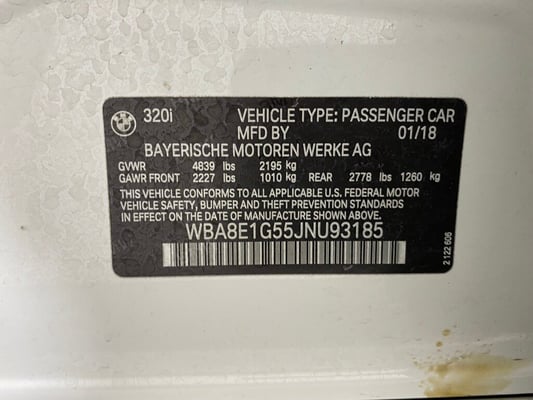 320i VEHICLE TYPE: PASSENGER CAR
MFD BY 01/18
BAYERISCHE MOTOREN WERKE AG
GVWR 4839 lbs 2195 kg
GAWR FRONT 2227 lbs 1010 kg REAR 2778 lbs 1260 kg
THIS VEHICLE CONFORMS TO ALL APPLICABLE U.S. FEDERAL MOTOR
VEHICLE SAFETY, BUMPER AND THEFT PREVENTION STANDARDS
IN EFFECT ON THE DATE OF MANUFACTURE SHOWN ABOVE.
WBA8E1G55JNU93185
2 122 606